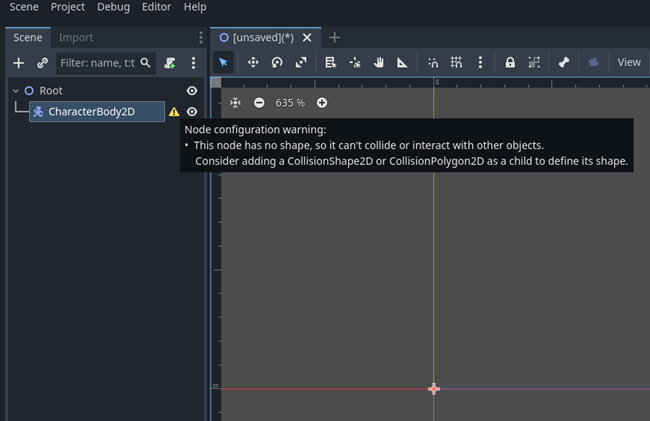 Scene Project Debug Editor Help
Scene Import
[unsaved](*)
Filter: name, t:t
View
Root
635 %
CharacterBody2D
Node configuration warning:
• This node has no shape, so it can't collide or interact with other objects.
Consider adding a CollisionShape2D or CollisionPolygon2D as a child to define its shape.
0
0